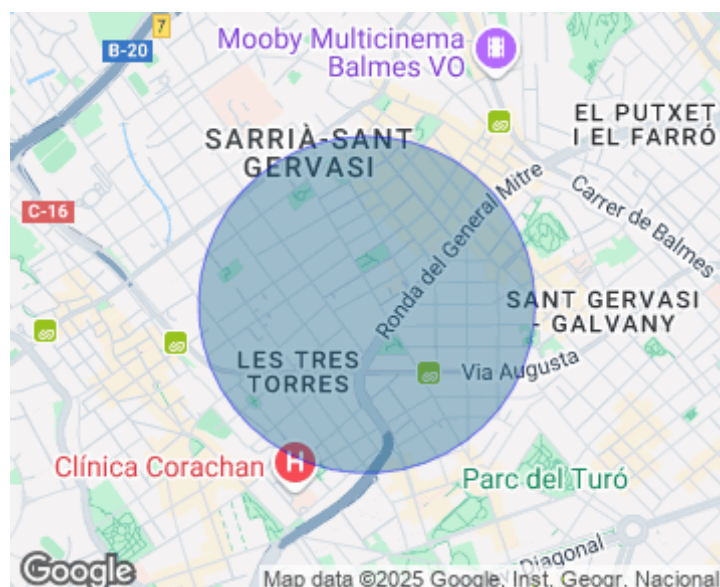 7
B-20
Mooby Multicinema
Balmes VO
EL PUTXET
I EL FARRÓ
SARRIÀ-SANT
GERVASI
Ronda del General Mitre
Carrer de Balmes
C-16
SANT GERVASI
- GALVANY
LES TRES
TORRES
Via Augusta
Clínica Corachan
H
Parc del Turó
Diagonal
Google
Map data ©2025 Google, Inst. Geogr. Nacional